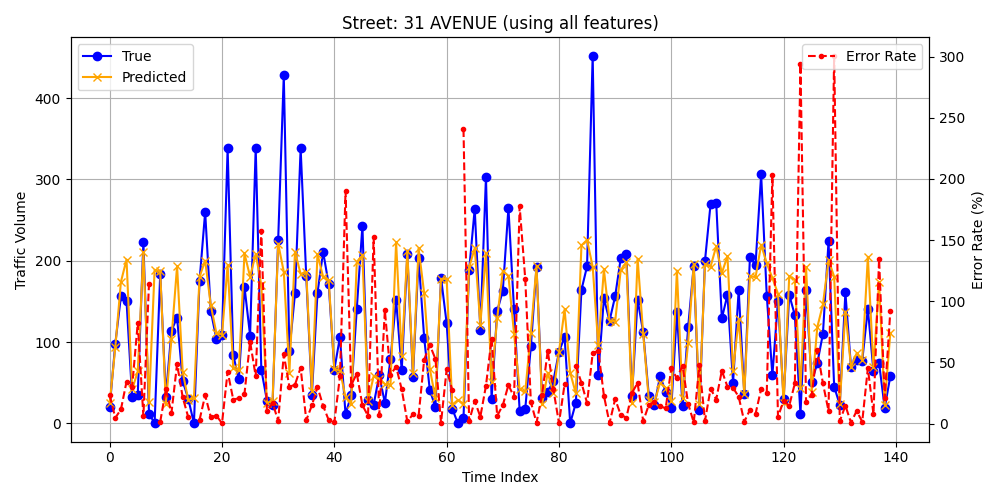 Street: 31 AVENUE (using all features)
True
Predicted
Error Rate
Traffic Volume
400
300
200
100
0
300
250
200
150
100
50
0
Error Rate (%)
0 20 40 60 80 100 120 140
Time Index